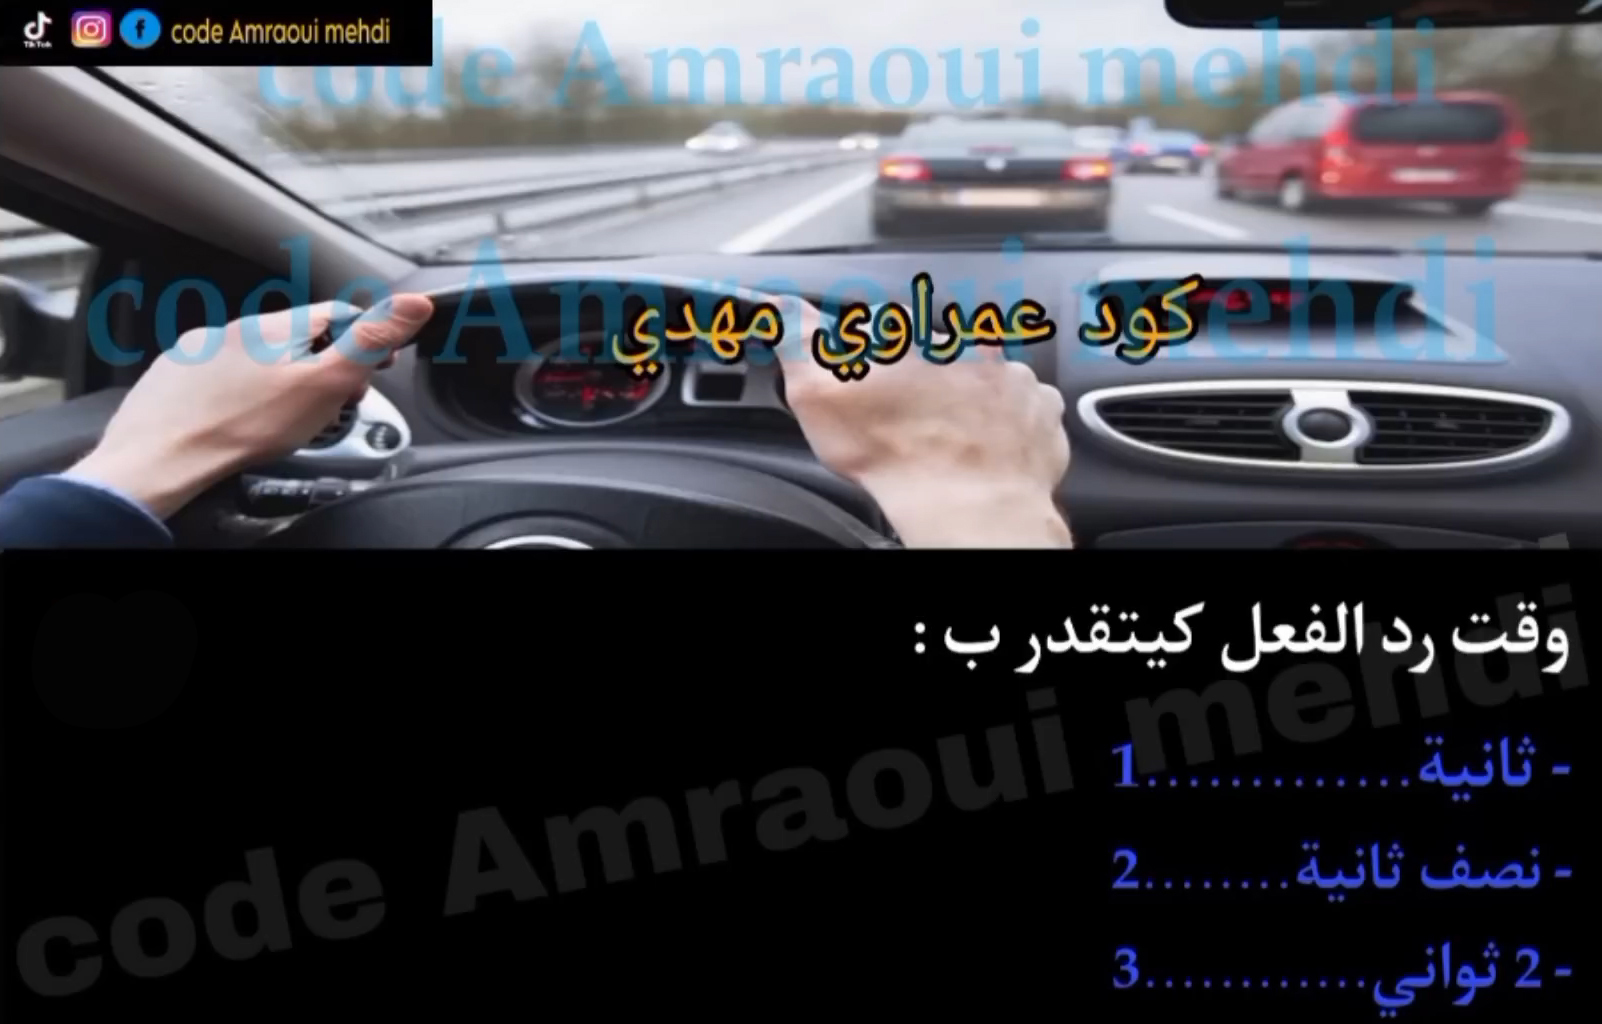 TikTok
code Amraoui mehdi
code Amraoui mehdi
code Amraoui mehdi
كود عمراوي مهدي
وقت رد الفعل كيتقدر ب :
- ثانية.............1
- نصف ثانية........2
- 2 ثواني............3
code Amraoui mehdi